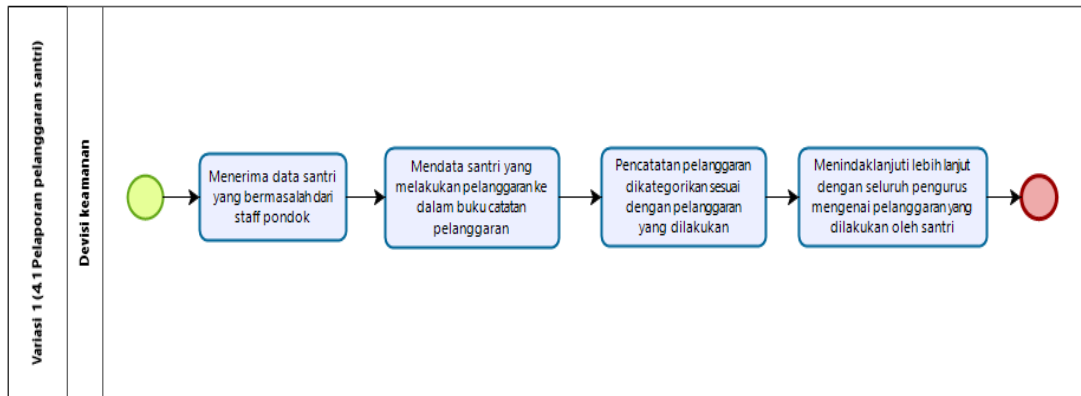 Variasi 1 (4.1 Pelaporan pelanggaran santri)
Devisi keamanan
Menerima data santri
yang bermasalah dari
staff pondok
Mendata santri yang
melakukan pelanggaran ke
dalam buku catatan
pelanggaran
Pencatatan pelanggaran
dikategorikan sesuai
dengan pelanggaran
yang dilakukan
Menindaklanjuti lebih lanjut
dengan seluruh pengurus
mengenai pelanggaran yang
dilakukan oleh santri